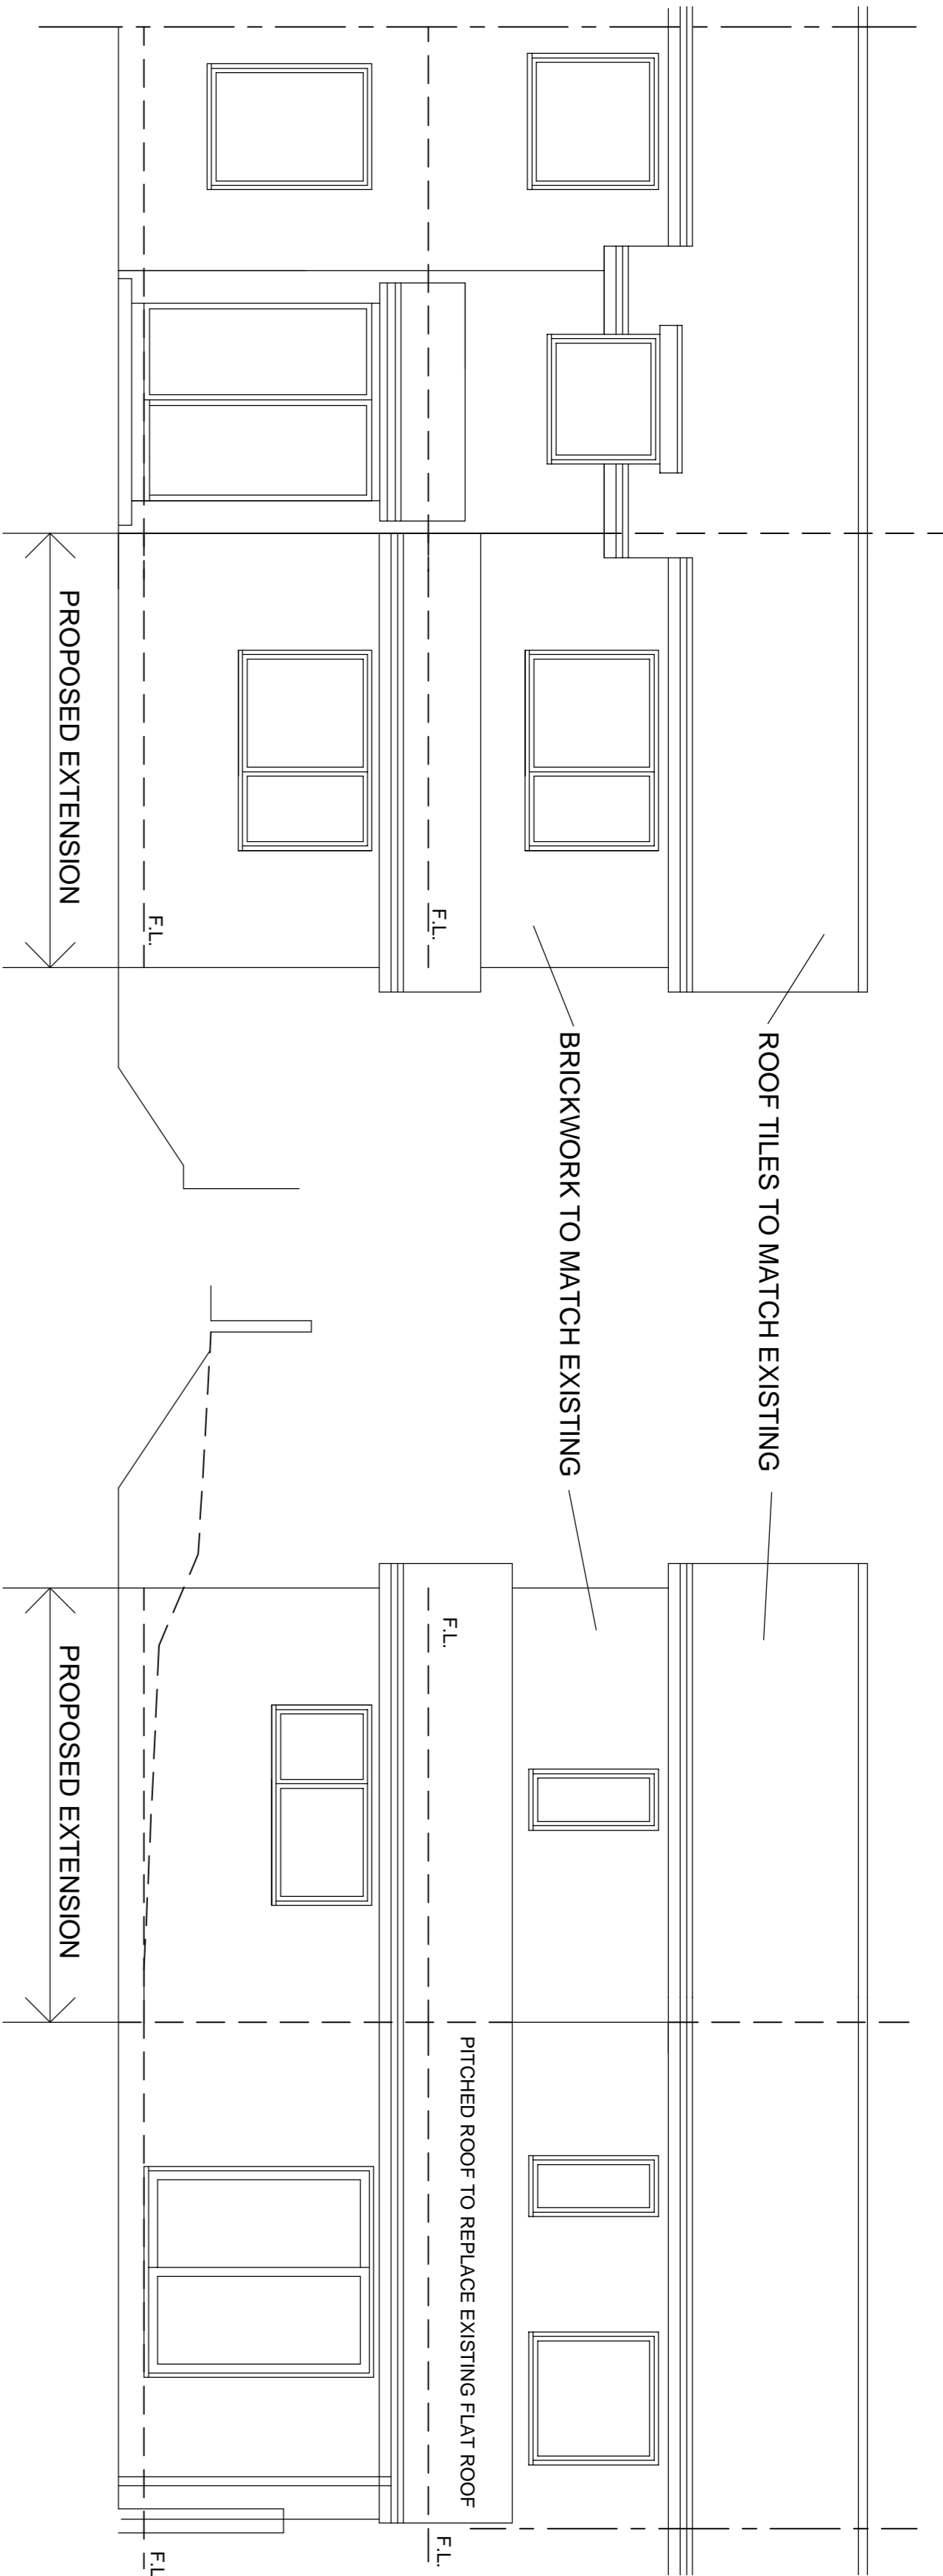 ROOF TILES TO MATCH EXISTING
BRICKWORK TO MATCH EXISTING
PITCHED ROOF TO REPLACE EXISTING FLAT ROOF
F.L.
F.L.
F.L.
F.L.
F.L.
PROPOSED EXTENSION
PROPOSED EXTENSION